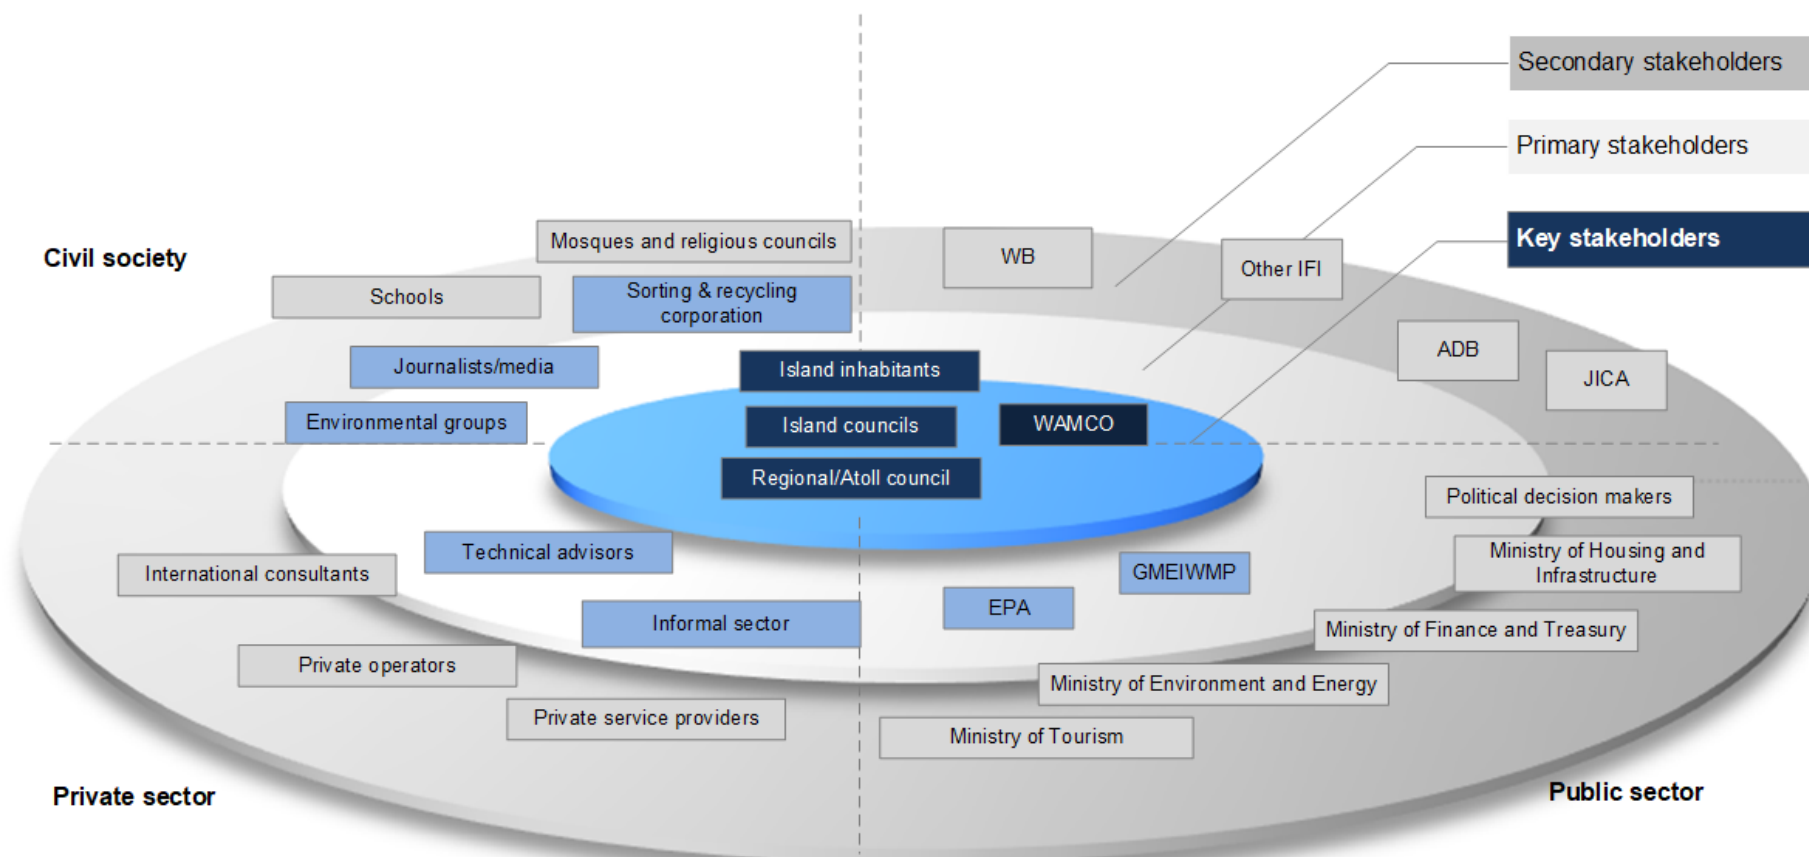 Secondary stakeholders
Primary stakeholders
Key stakeholders
Civil society
Mosques and religious councils
WB
Other IFI
Schools
Sorting & recycling
corporation
ADB
JICA
Journalists/media
Island inhabitants
Environmental groups
Island councils
WAMCO
Regional/Atoll council
Political decision makers
Technical advisors
International consultants
GMEIWMP
Ministry of Housing and
Infrastructure
EPA
Informal sector
Ministry of Finance and Treasury
Private operators
Ministry of Environment and Energy
Private service providers
Ministry of Tourism
Private sector
Public sector